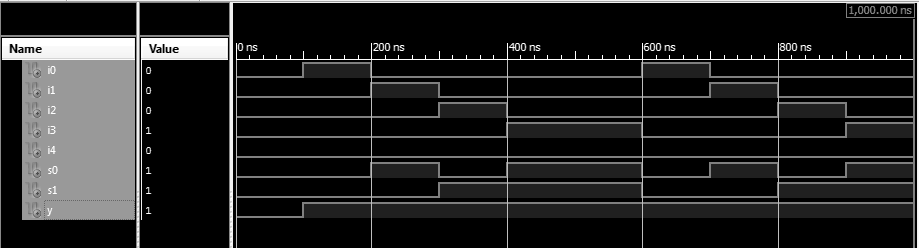 1,000.000 ns
Name Value
0 ns 200 ns 400 ns 600 ns 800 ns
i0 0
i1 0
i2 0
i3 1
i4 0
s0 1
s1 1
y 1